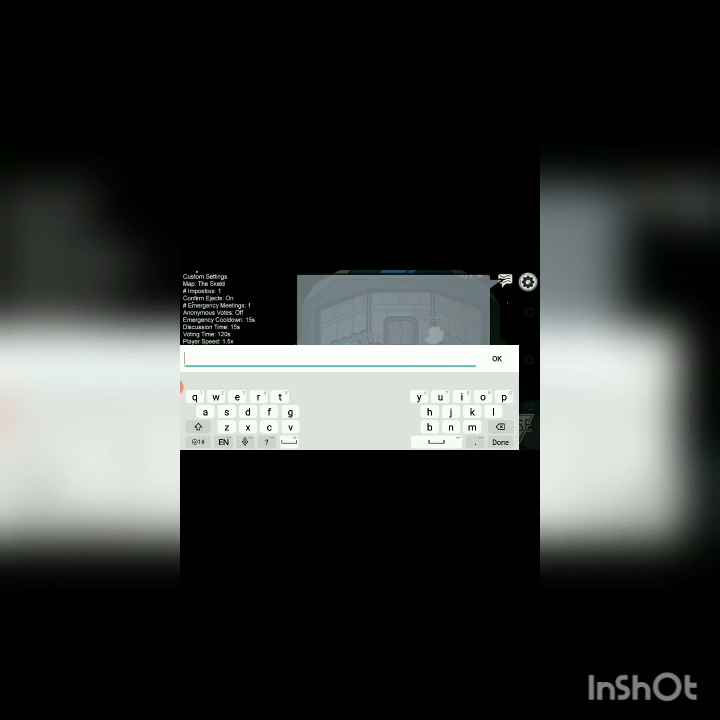 Custom Settings
Map: The Skeld
# Impostors: 1
Confirm Ejects: On
# Emergency Meetings: 1
Anonymous Votes: Off
Emergency Cooldown: 15s
Discussion Time: 15s
Voting Time: 120s
Player Speed: 1.5x
OK
q w e r t y u i o p
a s d f g h j k l
z x c v b n m
EN ? . Done
InShOt